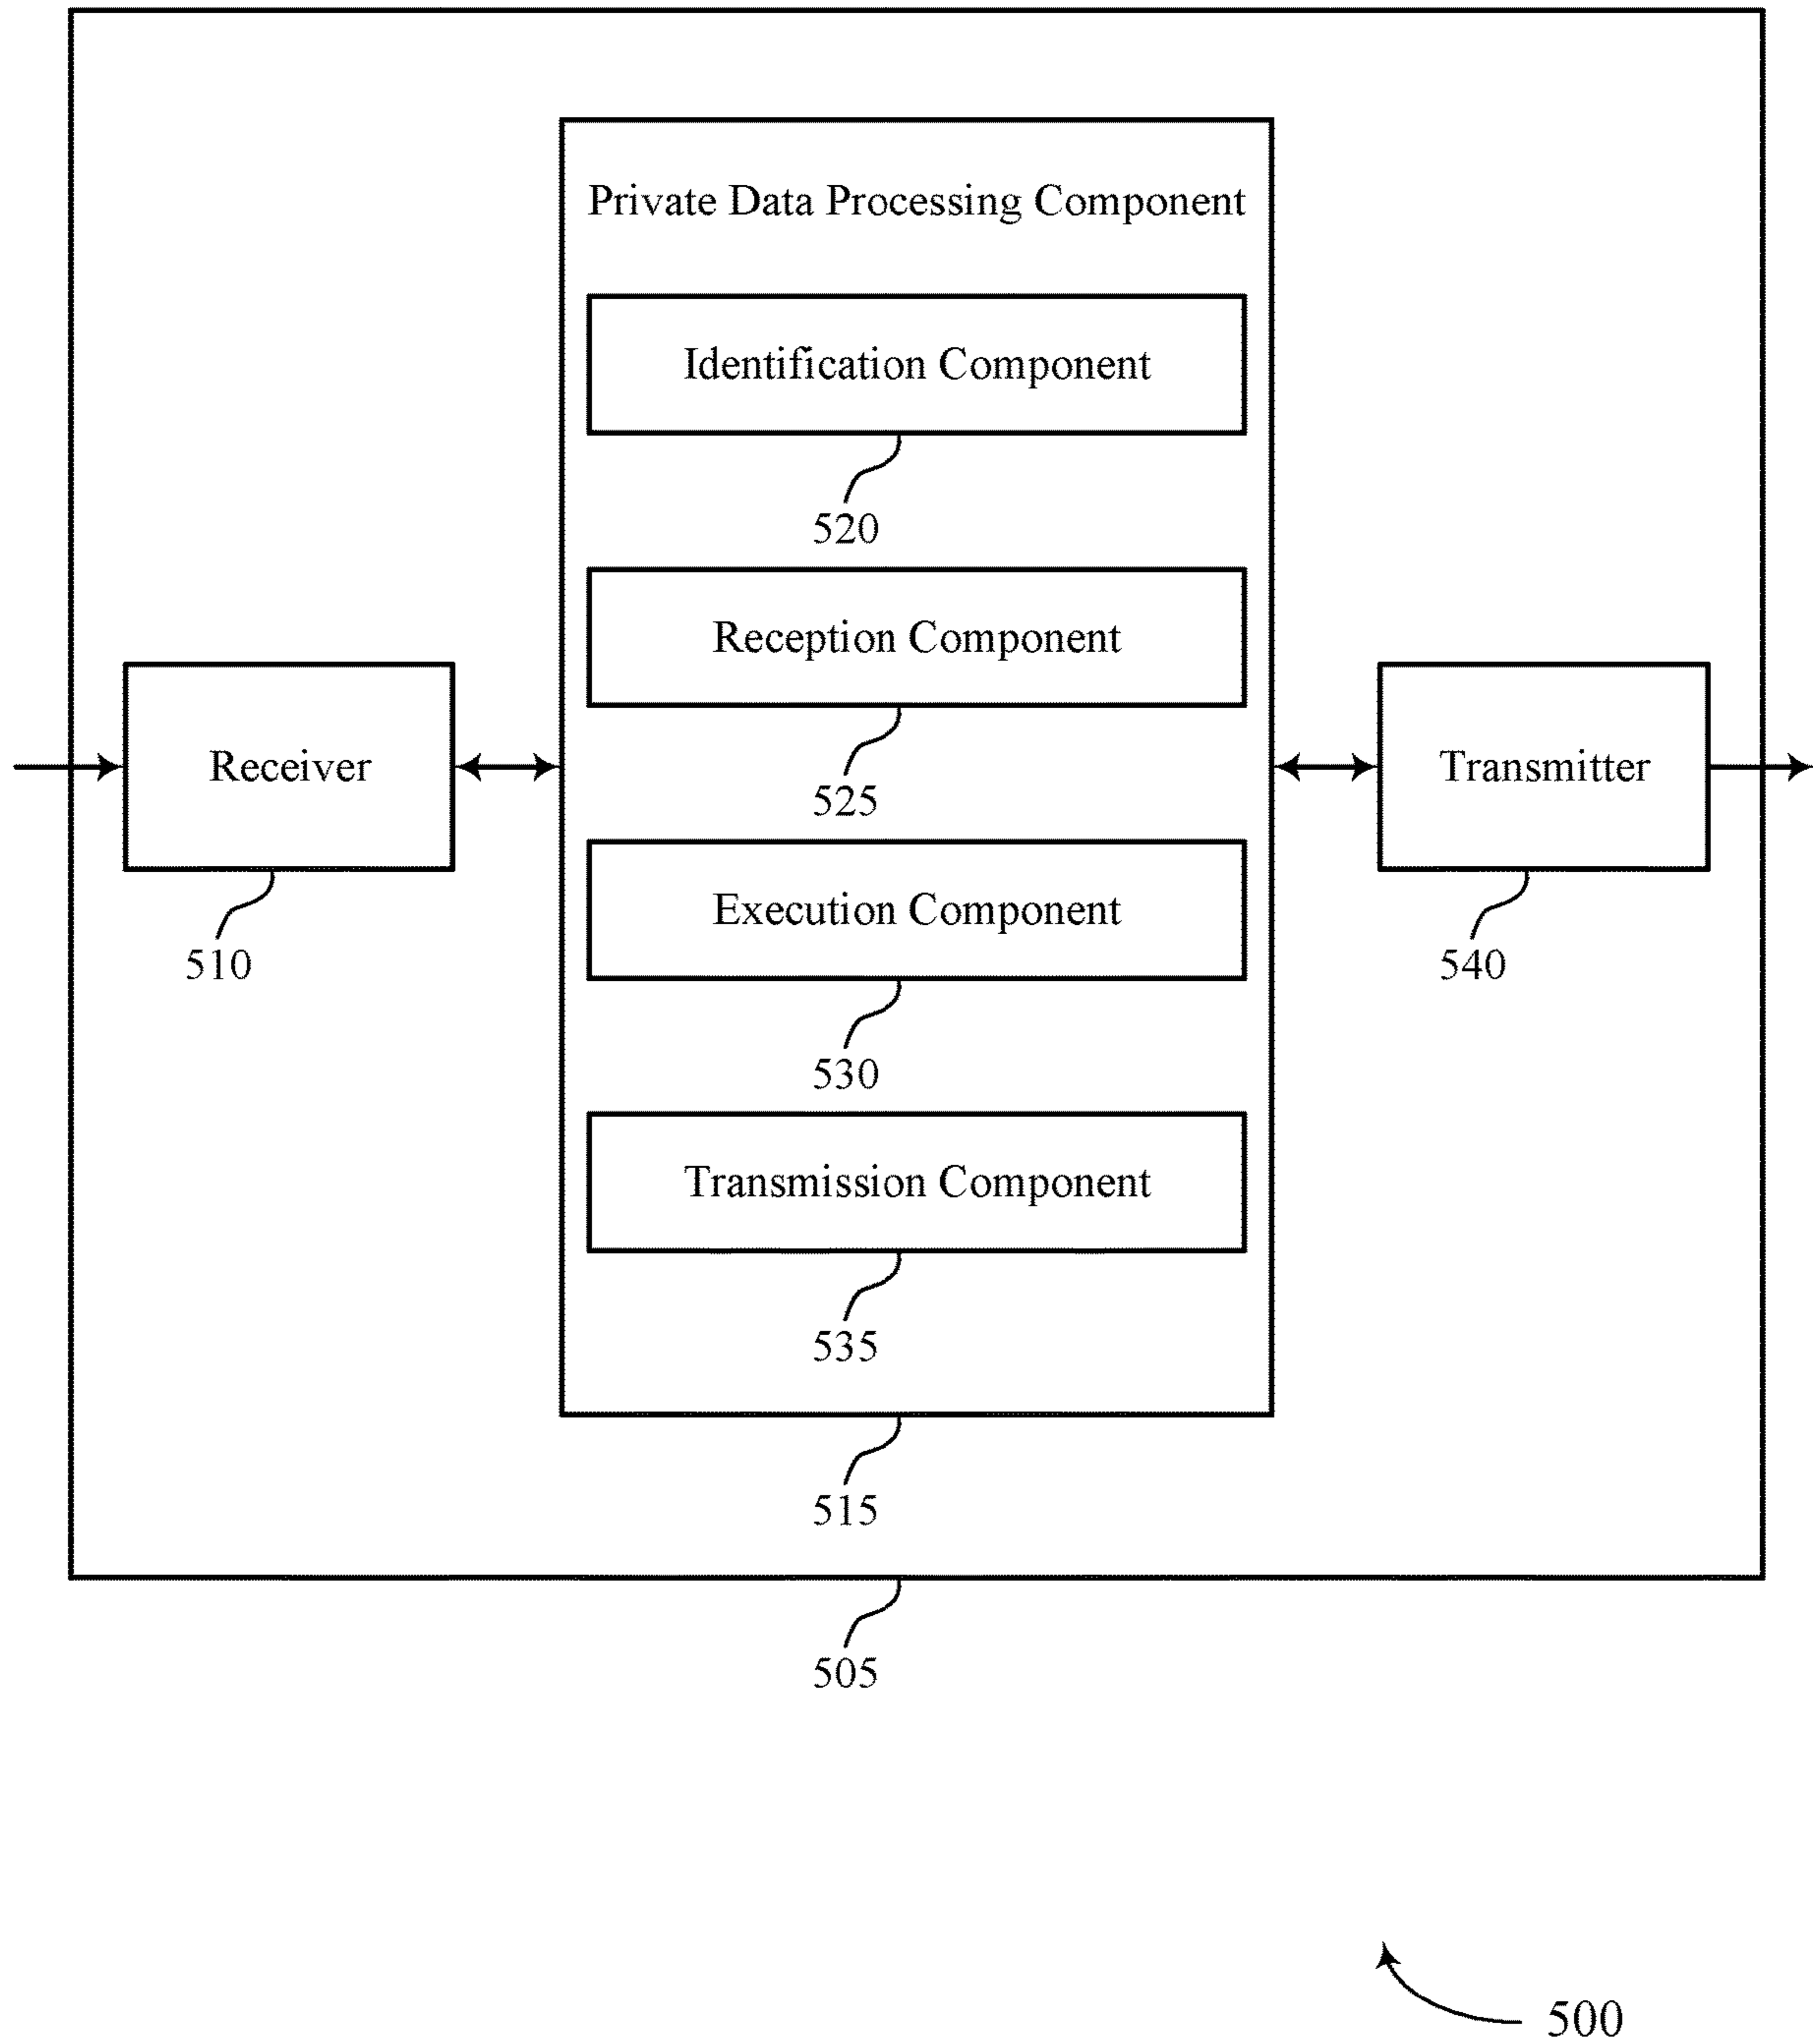 Private Data Processing Component
Identification Component
520
Reception Component
525
Receiver
510
Transmitter
540
Execution Component
530
Transmission Component
535
515
505
500